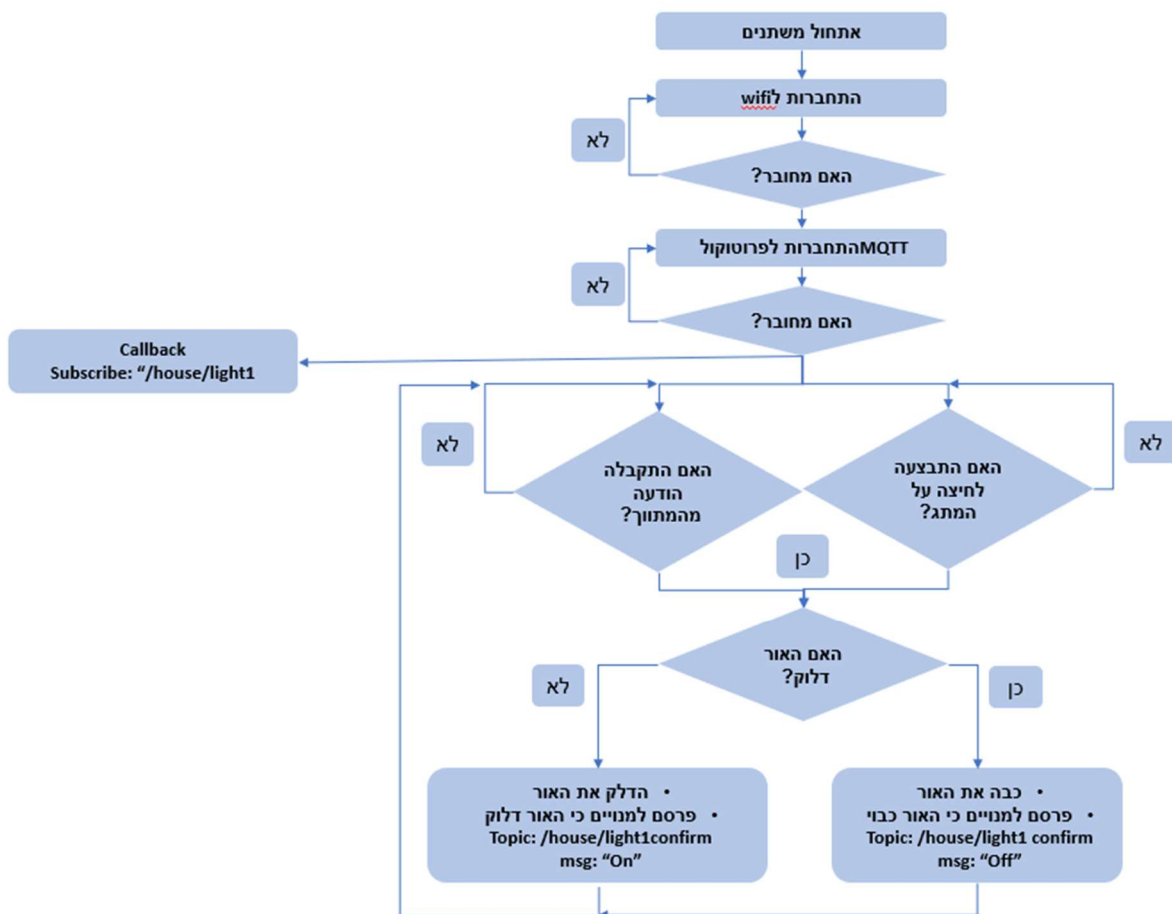 אתחול משתנים
התחברות לwifi
לא
האם מחובר?
התחברות לפרוטוקולMQTT
לא
האם מחובר?
Callback
Subscribe: “/house/light1
לא
האם התקבלה
הודעה
מהמתווך?
האם התבצעה
לחיצה על
המתג?
לא
כן
האם האור
דלוק?
לא
כן
• הדלק את האור
• פרסם למנויים כי האור דלוק
Topic: /house/light1confirm
msg: “On”
• כבה את האור
• פרסם למנויים כי האור כבוי
Topic: /house/light1 confirm
msg: “Off”